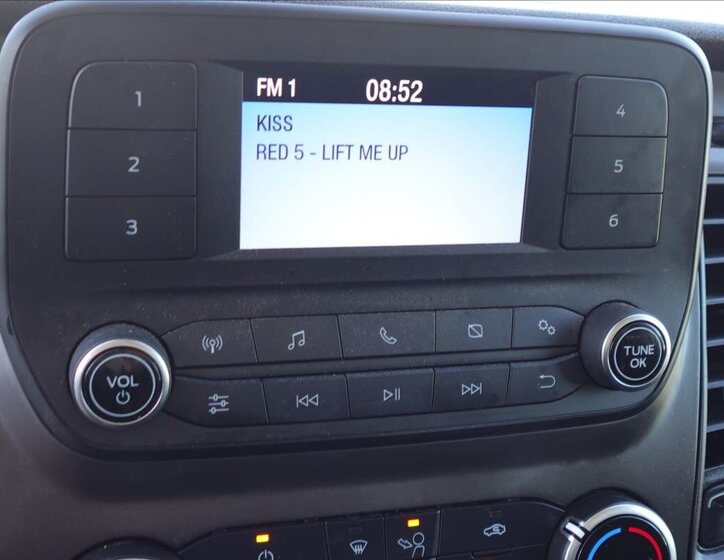 FM 1 08:52
KISS
RED 5 - LIFT ME UP
1
2
3
4
5
6
VOL
TUNE
OK